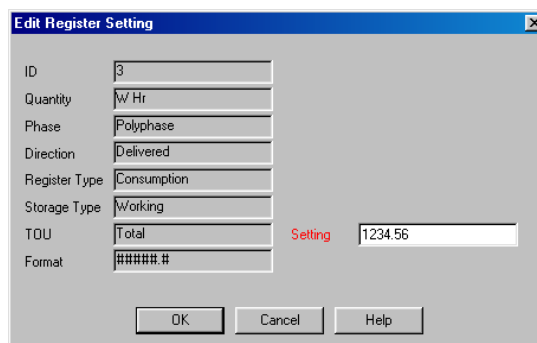 Edit Register Setting
ID 3
Quantity W Hr
Phase Polyphase
Direction Delivered
Register Type Consumption
Storage Type Working
TOU Total Setting 1234.56
Format #####.#
OK Cancel Help